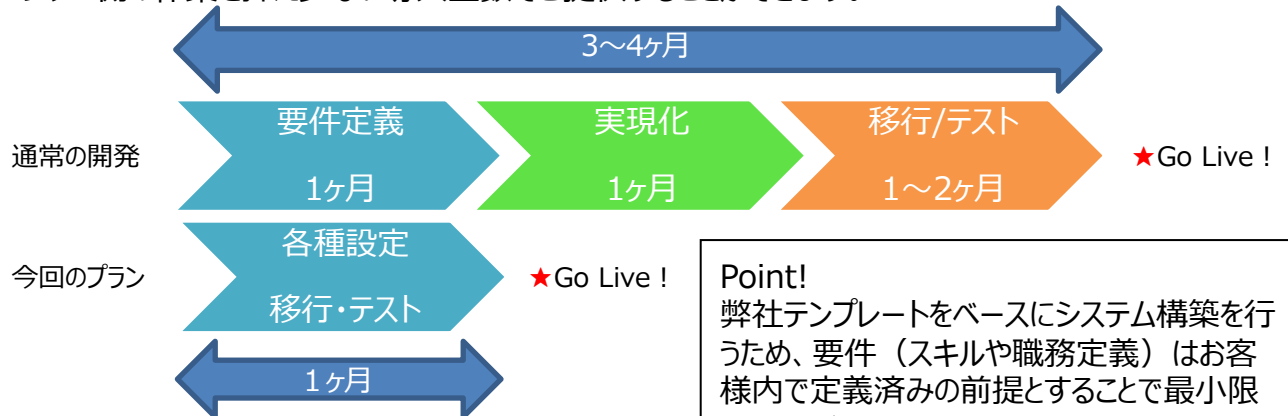 3～4ヶ月
要件定義
1ヶ月
実現化
1ヶ月
移行/テスト
1～2ヶ月
通常の開発
★Go Live！
各種設定
移行・テスト
今回のプラン
★Go Live！
1ヶ月
Point!
弊社テンプレートをベースにシステム構築を行
うため、要件（スキルや職務定義）はお客
様内で定義済みの前提とすることで最小限